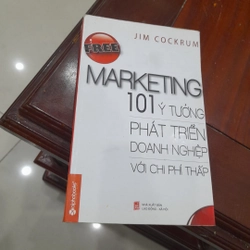 JIM COCKRUM
FREE
MARKETING
101 Ý TƯỞNG
PHÁT TRIỂN
DOANH NGHIỆP
VỚI CHI PHÍ THẤP